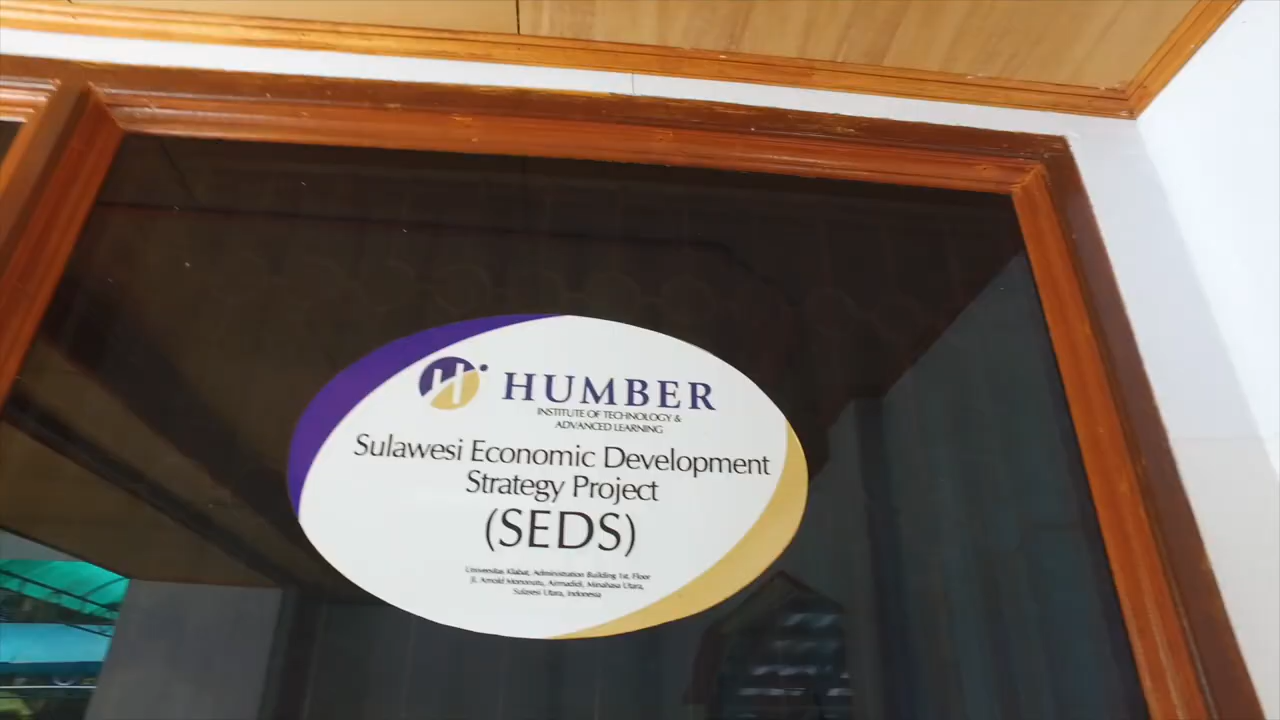 H
HUMBER
INSTITUTE OF TECHNOLOGY &
ADVANCED LEARNING
Sulawesi Economic Development
Strategy Project
(SEDS)
Universitas Klabat, Administration Building 1st, Floor
Jl. Arnold Mononutu, Airmadidi, Minahasa Utara,
Sulawesi Utara, Indonesia